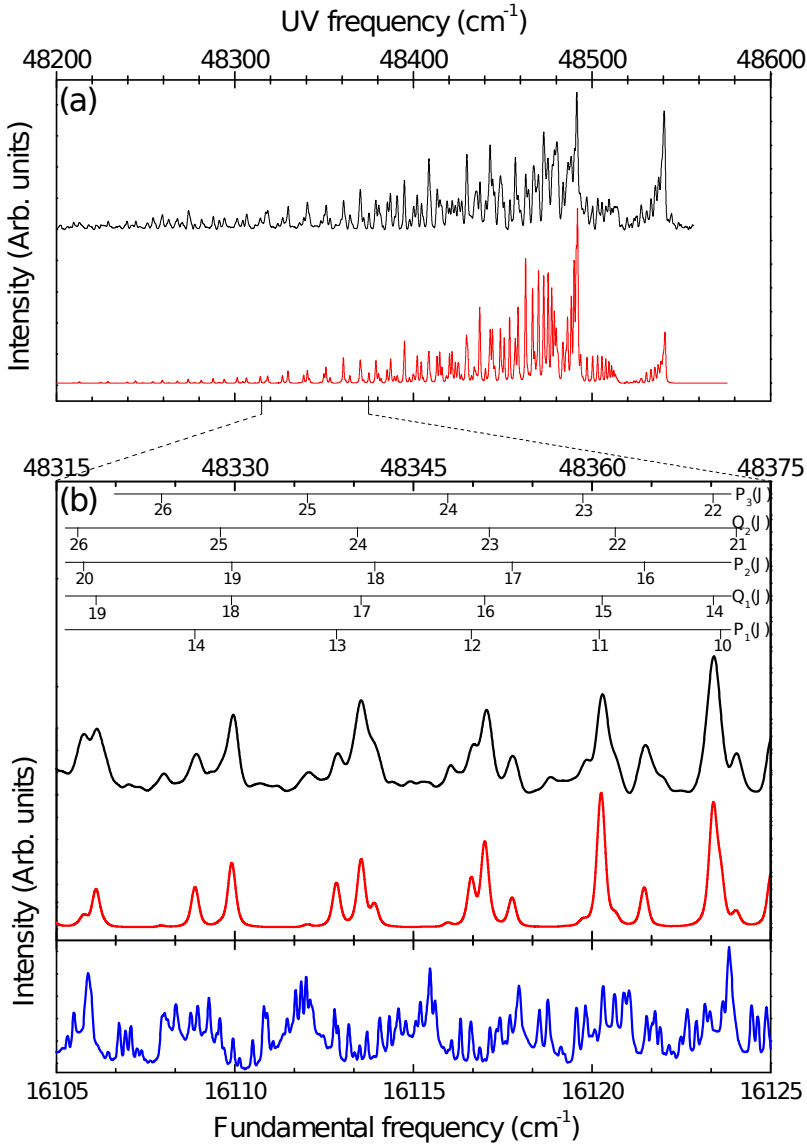 UV frequency (cm-1)
48200 48300 48400 48500 48600
(a)
Intensity (Arb. units)
48315 48330 48345 48360 48375
(b)
P3(J)
26 25 24 23 22
Q2(J)
26 25 24 23 22 21
P2(J)
20 19 18 17 16
Q1(J)
19 18 17 16 15 14
P1(J)
14 13 12 11 10
Intensity (Arb. units)
16105 16110 16115 16120 16125
Fundamental frequency (cm-1)